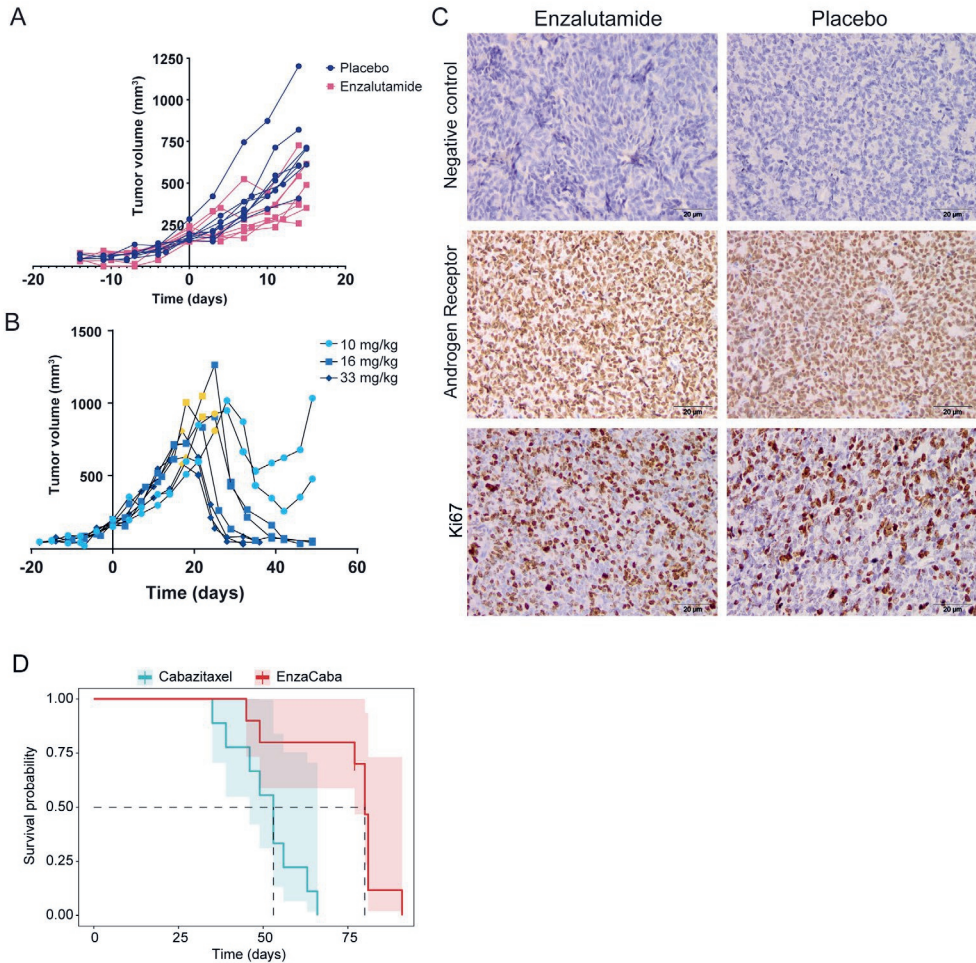 A
Tumor volume (mm³)
1250
1000
750
500
250
-20
-10
0
10
20
Time (days)
Placebo
Enzalutamide
B
Tumor volume (mm³)
1500
1000
500
-20
0
20
40
60
Time (days)
10 mg/kg
16 mg/kg
33 mg/kg
C
Enzalutamide
Placebo
Negative control
20 µm
20 µm
Androgen Receptor
20 µm
20 µm
Ki67
20 µm
20 µm
D
Cabazitaxel
EnzaCaba
Survival probability
1.00
0.75
0.50
0.25
0.00
0
25
50
75
Time (days)